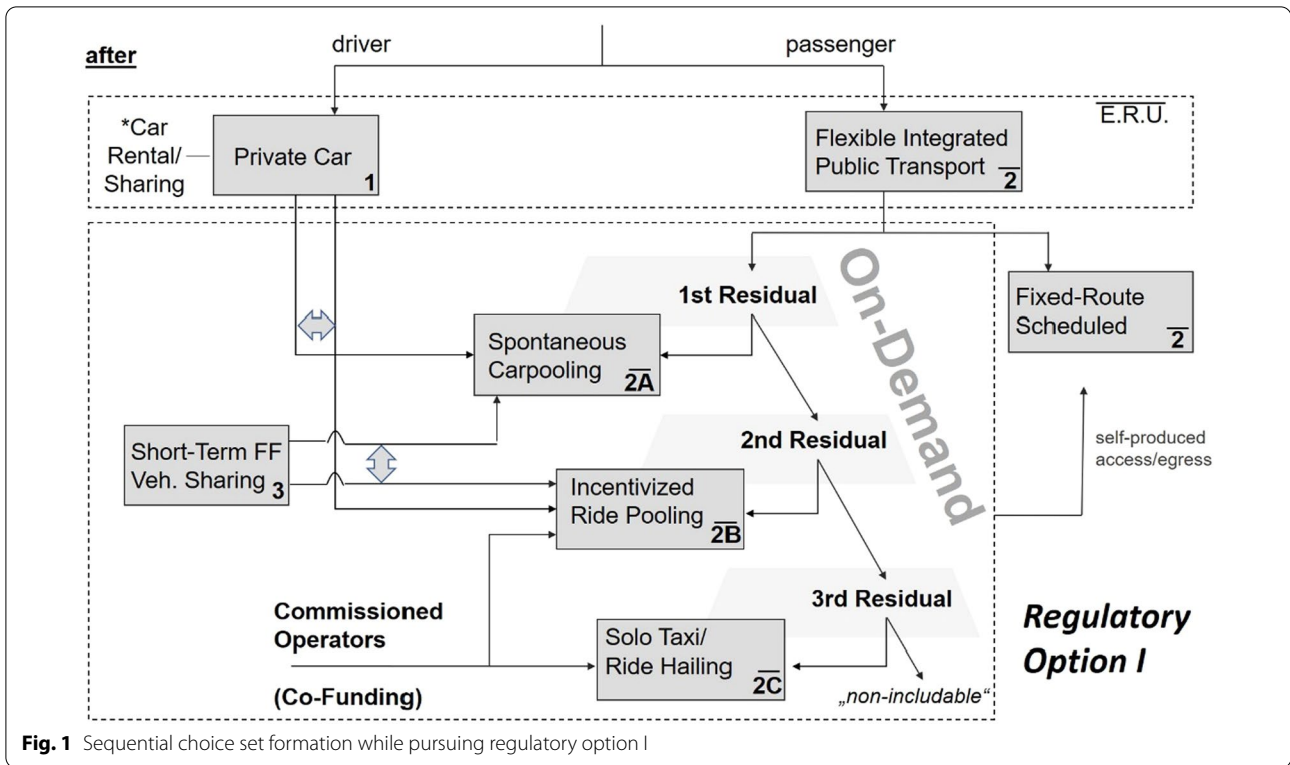 after
driver
passenger
E.R.U.
*Car
Rental/
Sharing
Private Car
1
Flexible Integrated
Public Transport
2
1st Residual
On-Demand
Fixed-Route
Scheduled
2
Spontaneous
Carpooling
2A
2nd Residual
self-produced
access/egress
Short-Term FF
Veh. Sharing
3
Incentivized
Ride Pooling
2B
3rd Residual
Commissioned
Operators
(Co-Funding)
Solo Taxi/
Ride Hailing
2C
„non-includable“
Regulatory
Option I
Fig. 1 Sequential choice set formation while pursuing regulatory option I